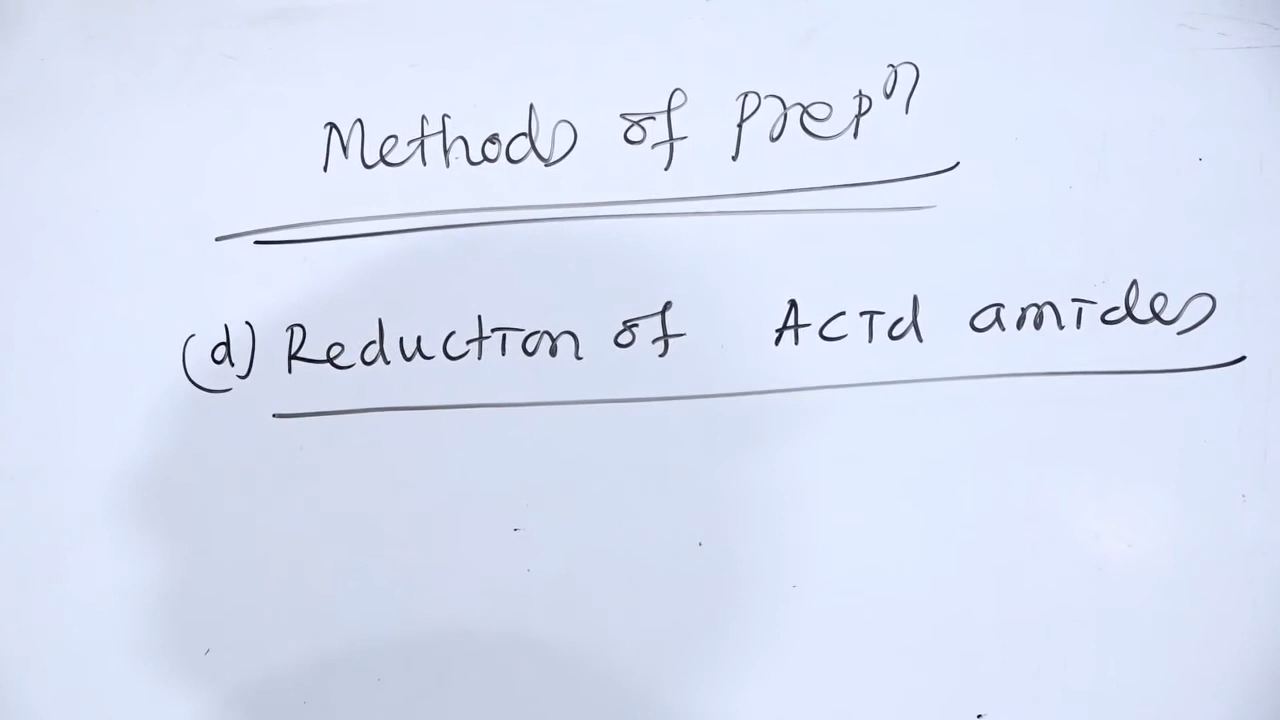 Methods of Prepⁿ
(d) Reduction of Acid amides